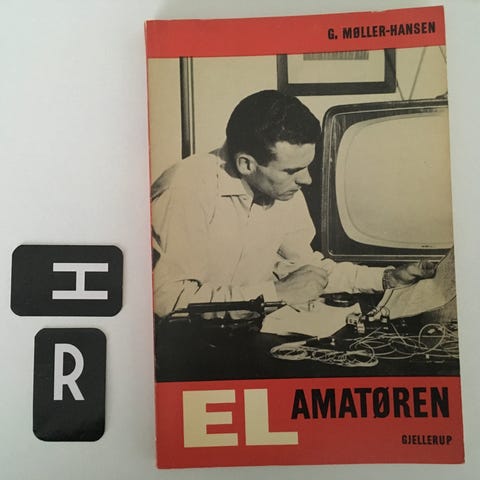 G. MØLLER-HANSEN
H
R
EL AMATØREN
GJELLERUP